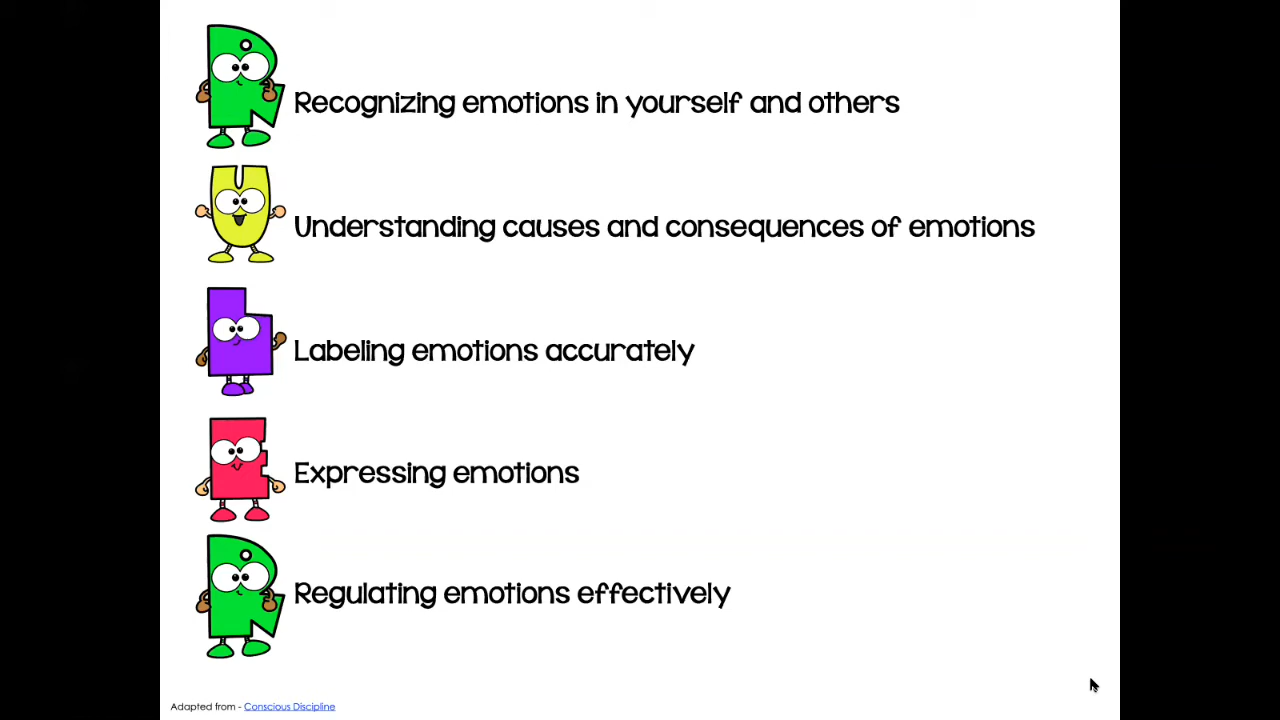 R Recognizing emotions in yourself and others
U Understanding causes and consequences of emotions
L Labeling emotions accurately
E Expressing emotions
R Regulating emotions effectively
Adapted from - Conscious Discipline